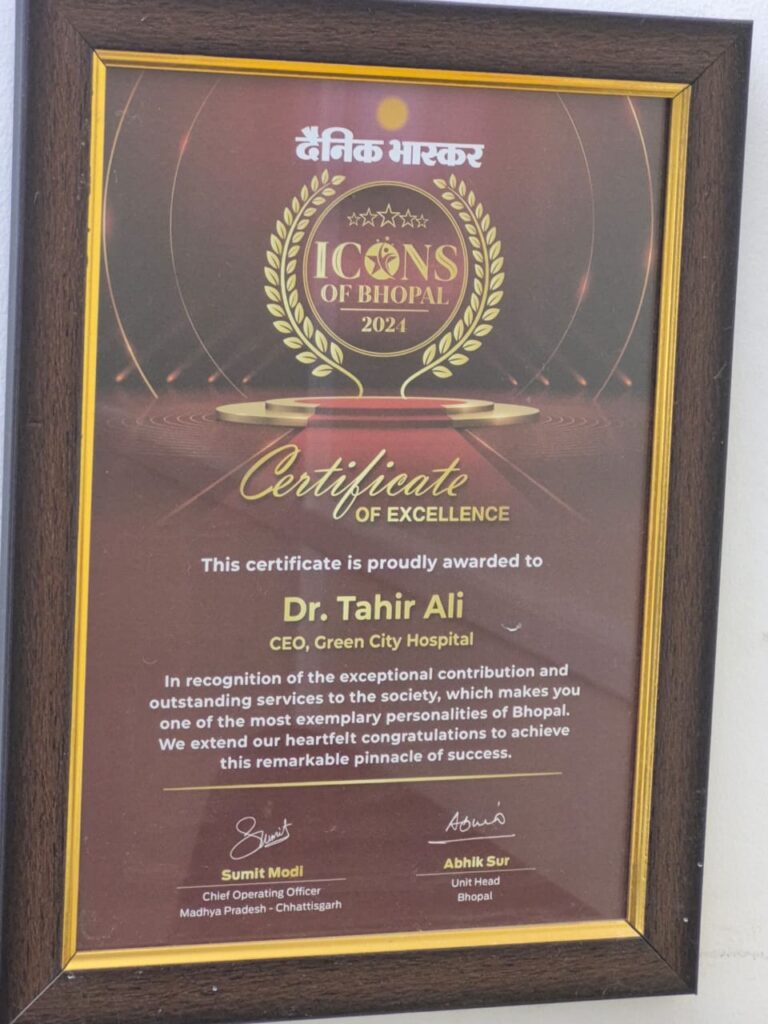 दैनिक भास्कर
ICONS
OF BHOPAL
2024
Certificate
OF EXCELLENCE
This certificate is proudly awarded to
Dr. Tahir Ali
CEO, Green City Hospital
In recognition of the exceptional contribution and
outstanding services to the society, which makes you
one of the most exemplary personalities of Bhopal.
We extend our heartfelt congratulations to achieve
this remarkable pinnacle of success.
Sumit
Sumit Modi
Chief Operating Officer
Madhya Pradesh - Chhattisgarh
Abhik Sur
Unit Head
Bhopal